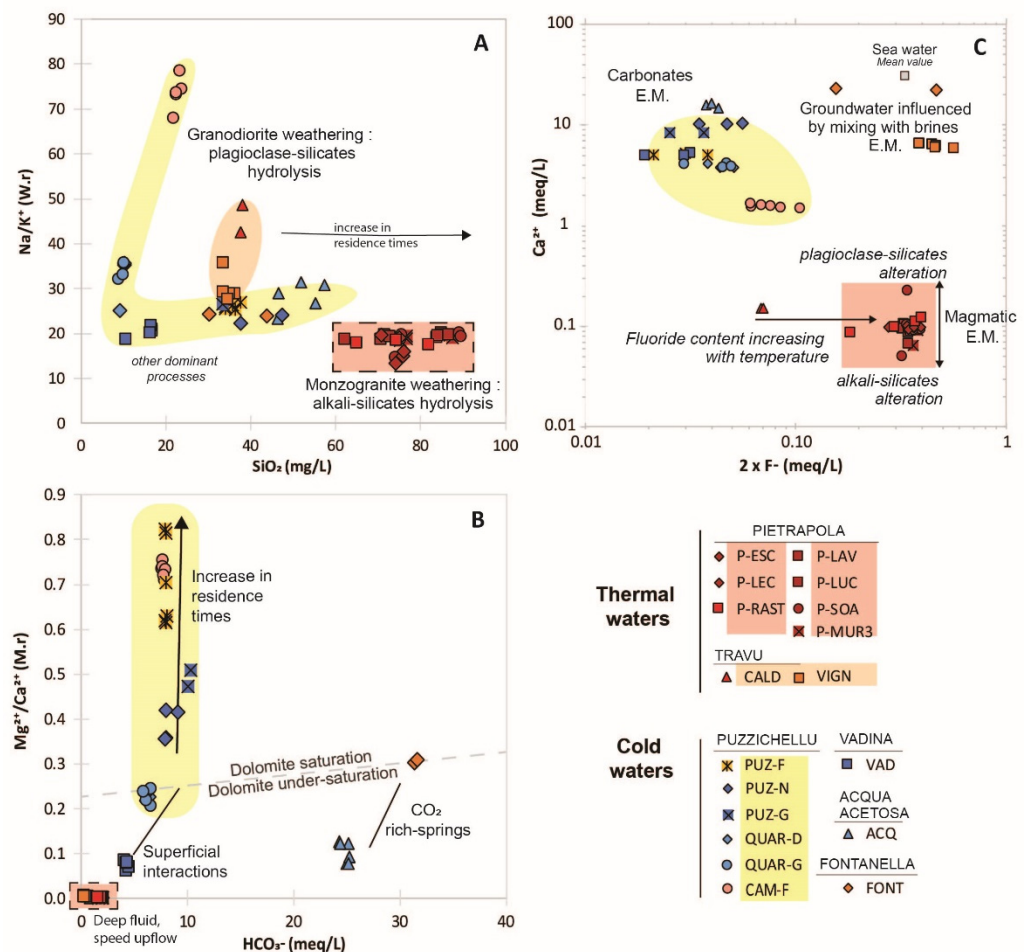 A
Na/K⁺ (W.r)
90
80
70
60
50
40
30
20
10
0
0
20
40
60
80
100
SiO₂ (mg/L)
Granodiorite weathering :
plagioclase-silicates
hydrolysis
increase in
residence times
other dominant
processes
Monzogranite weathering :
alkali-silicates hydrolysis
C
Ca²⁺ (meq/L)
100
10
1
0.1
0.01
0.01
0.10
1
2 x F- (meq/L)
Carbonates
E.M.
Sea water
Mean value
Groundwater influenced
by mixing with brines
E.M.
plagioclase-silicates
alteration
Magmatic
E.M.
Fluoride content increasing
with temperature
alkali-silicates
alteration
B
Mg²⁺/Ca²⁺ (M.r)
0.9
0.8
0.7
0.6
0.5
0.4
0.3
0.2
0.1
0.0
0
10
20
30
40
HCO₃- (meq/L)
Increase in
residence
times
Dolomite saturation
Dolomite under-saturation
CO₂
rich-springs
Superficial
interactions
Deep fluid,
speed upflow
Thermal
waters
PIETRAPOLA
P-ESC
P-LAV
P-LEC
P-LUC
P-RAST
P-SOA
P-MUR3
TRAVU
CALD
VIGN
Cold
waters
PUZZICHELLU
PUZ-F
PUZ-N
PUZ-G
QUAR-D
QUAR-G
CAM-F
VADINA
VAD
ACQUA
ACETOSA
ACQ
FONTANELLA
FONT